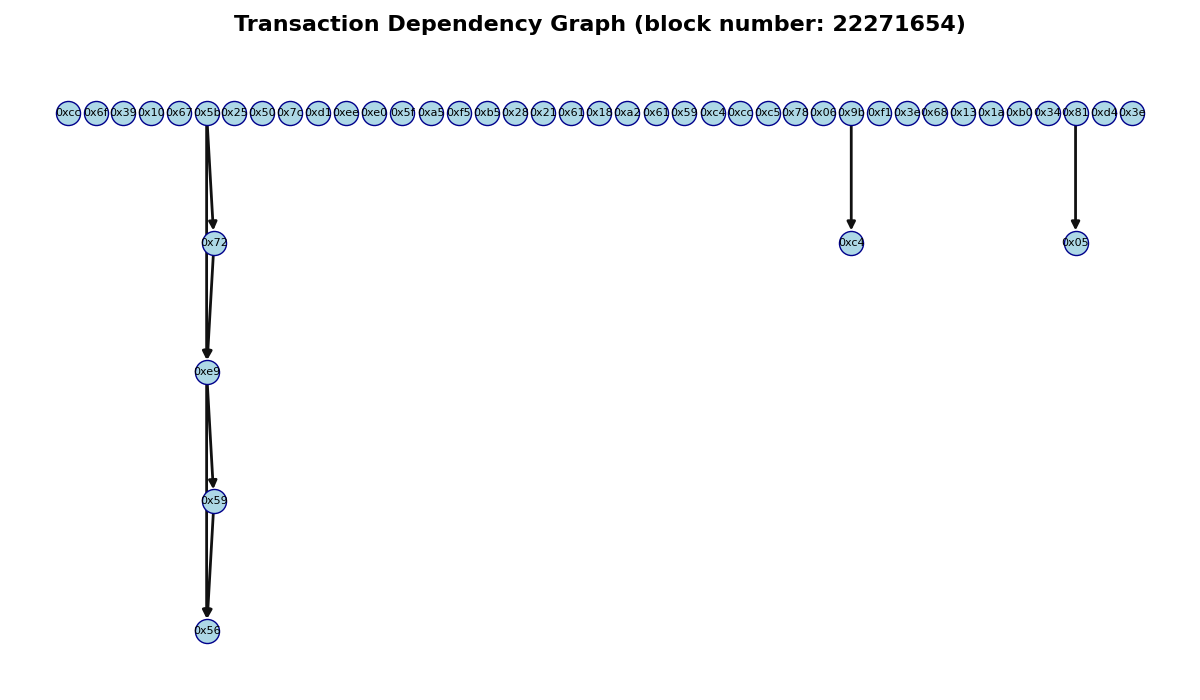 Transaction Dependency Graph (block number: 22271654)
0xcc 0x6f 0x39 0x10 0x67 0x5b 0x25 0x50 0x7c 0xd1 0xee 0xe0 0x5f 0xa5 0xf5 0xb5 0x28 0x21 0x61 0x18 0xa2 0x61 0x59 0xc4 0xcc 0xc5 0x78 0x06 0x9b 0xf1 0x3e 0x68 0x13 0x1a 0xb0 0x34 0x81 0xd4 0x3e
0x72 0xc4 0x05
0xe9
0x59
0x56